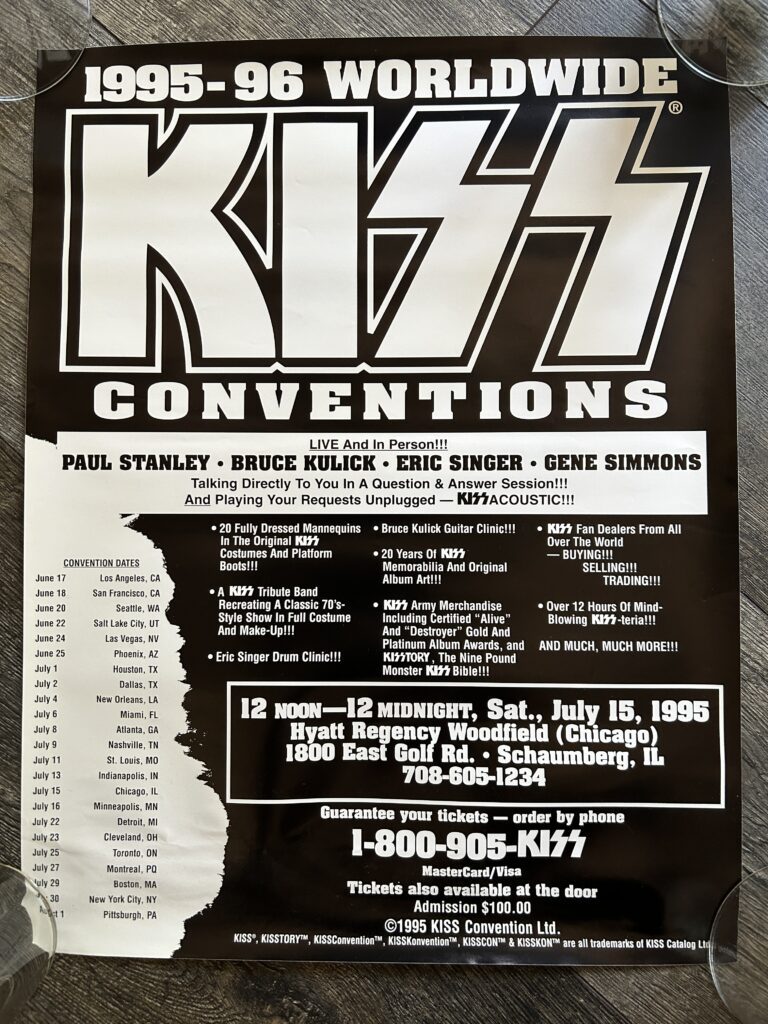 1995-96 WORLDWIDE
KISS®
CONVENTIONS
LIVE And In Person!!!
PAUL STANLEY • BRUCE KULICK • ERIC SINGER • GENE SIMMONS
Talking Directly To You In A Question & Answer Session!!!
And Playing Your Requests Unplugged — KISS ACOUSTIC!!!
• 20 Fully Dressed Mannequins
In The Original KISS
Costumes And Platform
Boots!!!
• A KISS Tribute Band
Recreating A Classic 70's-
Style Show In Full Costume
And Make-Up!!!
• Eric Singer Drum Clinic!!!
• Bruce Kulick Guitar Clinic!!!
• 20 Years Of KISS
Memorabilia And Original
Album Art!!!
• KISS Army Merchandise
Including Certified "Alive"
And "Destroyer" Gold And
Platinum Album Awards, and
KISSTORY, The Nine Pound
Monster KISS Bible!!!
• KISS Fan Dealers From All
Over The World
— BUYING!!!
SELLING!!!
TRADING!!!
• Over 12 Hours Of Mind-
Blowing KISS-teria!!!
AND MUCH, MUCH MORE!!!
CONVENTION DATES
June 17 Los Angeles, CA
June 18 San Francisco, CA
June 20 Seattle, WA
June 22 Salt Lake City, UT
June 24 Las Vegas, NV
June 25 Phoenix, AZ
July 1 Houston, TX
July 2 Dallas, TX
July 4 New Orleans, LA
July 6 Miami, FL
July 8 Atlanta, GA
July 9 Nashville, TN
July 11 St. Louis, MO
July 13 Indianapolis, IN
July 15 Chicago, IL
July 16 Minneapolis, MN
July 22 Detroit, MI
July 23 Cleveland, OH
July 25 Toronto, ON
July 27 Montreal, PQ
July 29 Boston, MA
30 New York City, NY
1 Pittsburgh, PA
12 NOON—12 MIDNIGHT, Sat., July 15, 1995
Hyatt Regency Woodfield (Chicago)
1800 East Golf Rd. • Schaumberg, IL
708-605-1234
Guarantee your tickets — order by phone
1-800-905-KISS
MasterCard/Visa
Tickets also available at the door
Admission $100.00
©1995 KISS Convention Ltd.
KISS®, KISSTORY™, KISSConvention™, KISSKonvention™, KISSCON™ & KISSKON™ are all trademarks of KISS Catalog Ltd.